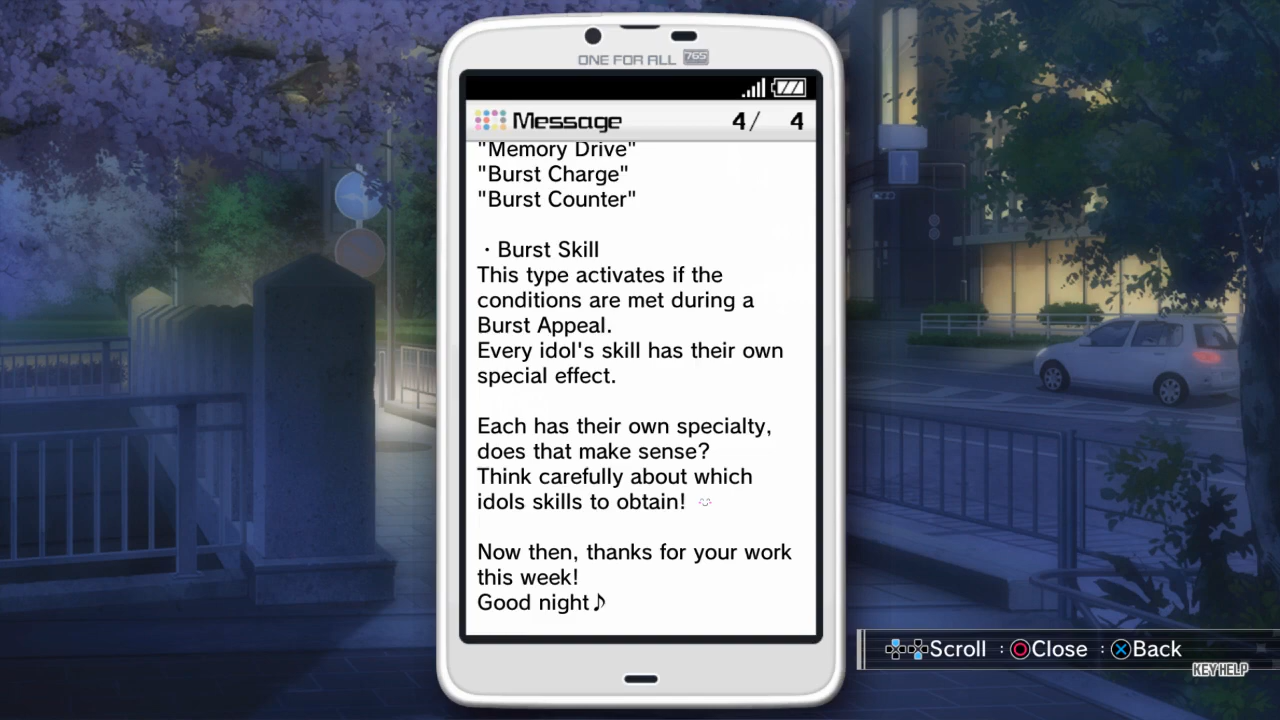 ONE FOR ALL 765
Message 4/ 4
"Memory Drive"
"Burst Charge"
"Burst Counter"
・Burst Skill
This type activates if the
conditions are met during a
Burst Appeal.
Every idol's skill has their own
special effect.
Each has their own specialty,
does that make sense?
Think carefully about which
idols skills to obtain!
Now then, thanks for your work
this week!
Good night♪
Scroll : Close : Back
KEY HELP